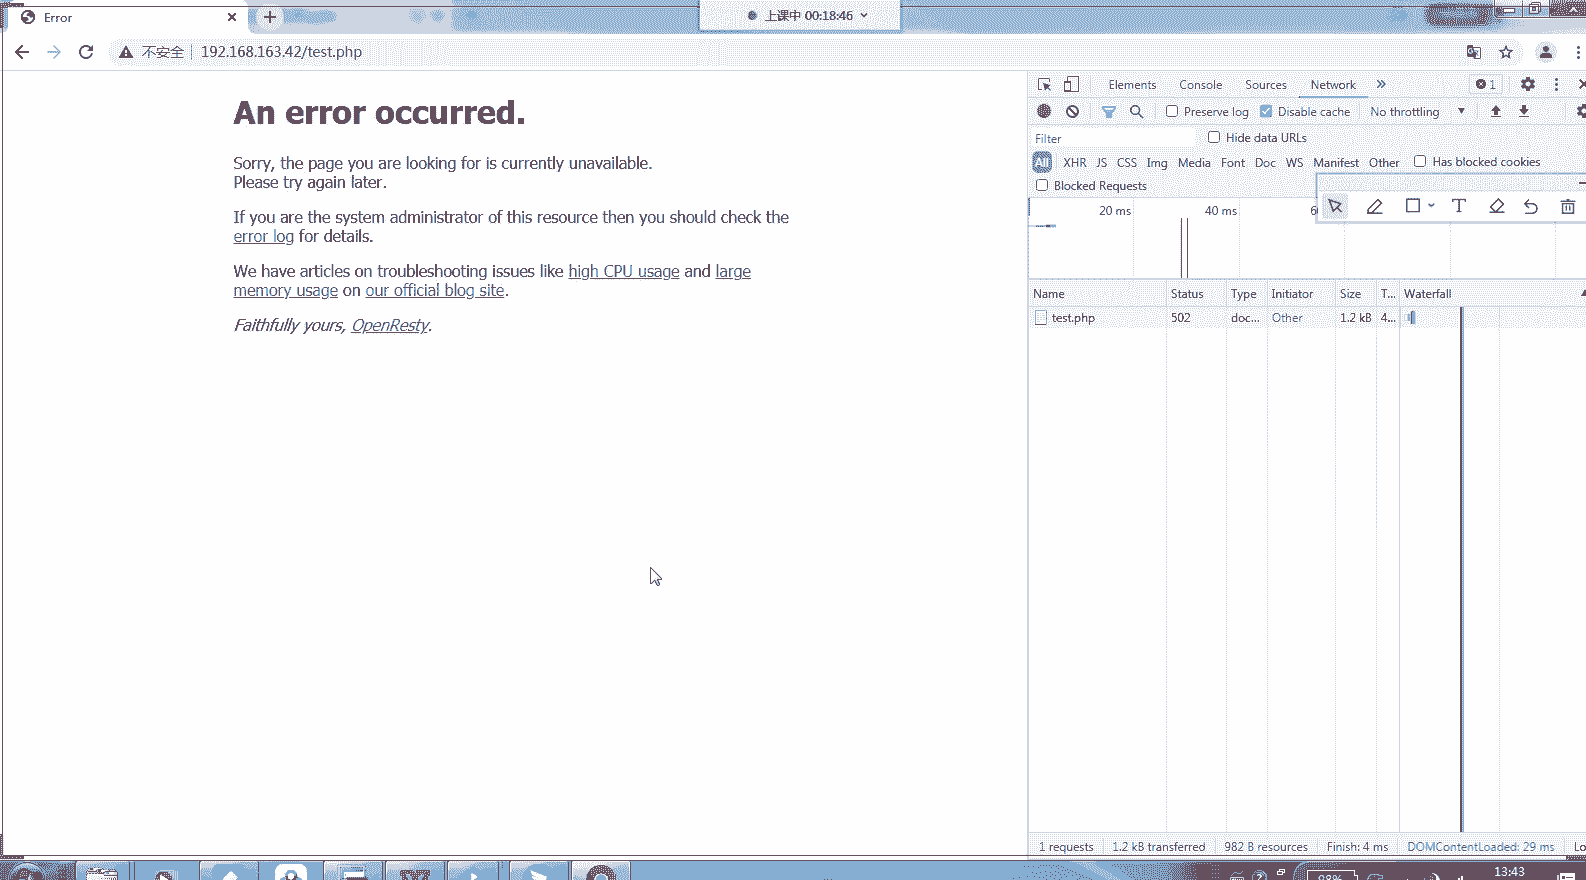 Error
上课中 00:18:46
不安全 192.168.163.42/test.php
An error occurred.
Sorry, the page you are looking for is currently unavailable.
Please try again later.
If you are the system administrator of this resource then you should check the
error log for details.
We have articles on troubleshooting issues like high CPU usage and large
memory usage on our official blog site.
Faithfully yours, OpenResty.
Elements Console Sources Network 1
Preserve log Disable cache No throttling
Filter Hide data URLs
All XHR JS CSS Img Media Font Doc WS Manifest Other Has blocked cookies
Blocked Requests
20 ms 40 ms
Name Status Type Initiator Size T... Waterfall
test.php 502 doc... Other 1.2 kB 4...
1 requests 1.2 kB transferred 982 B resources Finish: 4 ms DOMContentLoaded: 29 ms Lo
98% 13:43